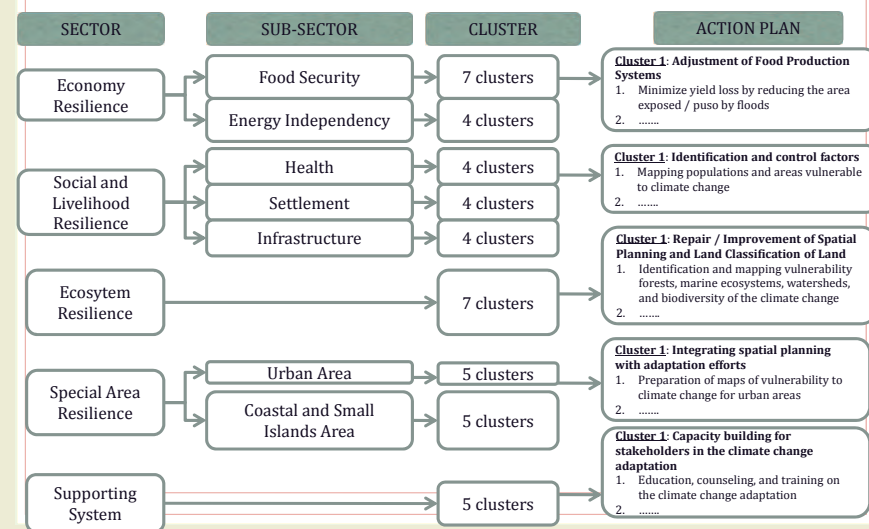 SECTOR
SUB-SECTOR
CLUSTER
ACTION PLAN
Economy
Resilience
Food Security
7 clusters
Energy Independency
4 clusters
Cluster 1: Adjustment of Food Production
Systems
1. Minimize yield loss by reducing the area
exposed / puso by floods
2. .......
Social and
Livelihood
Resilience
Health
4 clusters
Settlement
4 clusters
Infrastructure
4 clusters
Cluster 1: Identification and control factors
1. Mapping populations and areas vulnerable
to climate change
2. .......
Ecosytem
Resilience
7 clusters
Cluster 1: Repair / Improvement of Spatial
Planning and Land Classification of Land
1. Identification and mapping vulnerability
forests, marine ecosystems, watersheds,
and biodiversity of the climate change
2. .......
Special Area
Resilience
Urban Area
5 clusters
Coastal and Small
Islands Area
5 clusters
Cluster 1: Integrating spatial planning
with adaptation efforts
1. Preparation of maps of vulnerability to
climate change for urban areas
2. .......
Supporting
System
5 clusters
Cluster 1: Capacity building for
stakeholders in the climate change
adaptation
1. Education, counseling, and training on
the climate change adaptation
2. .......